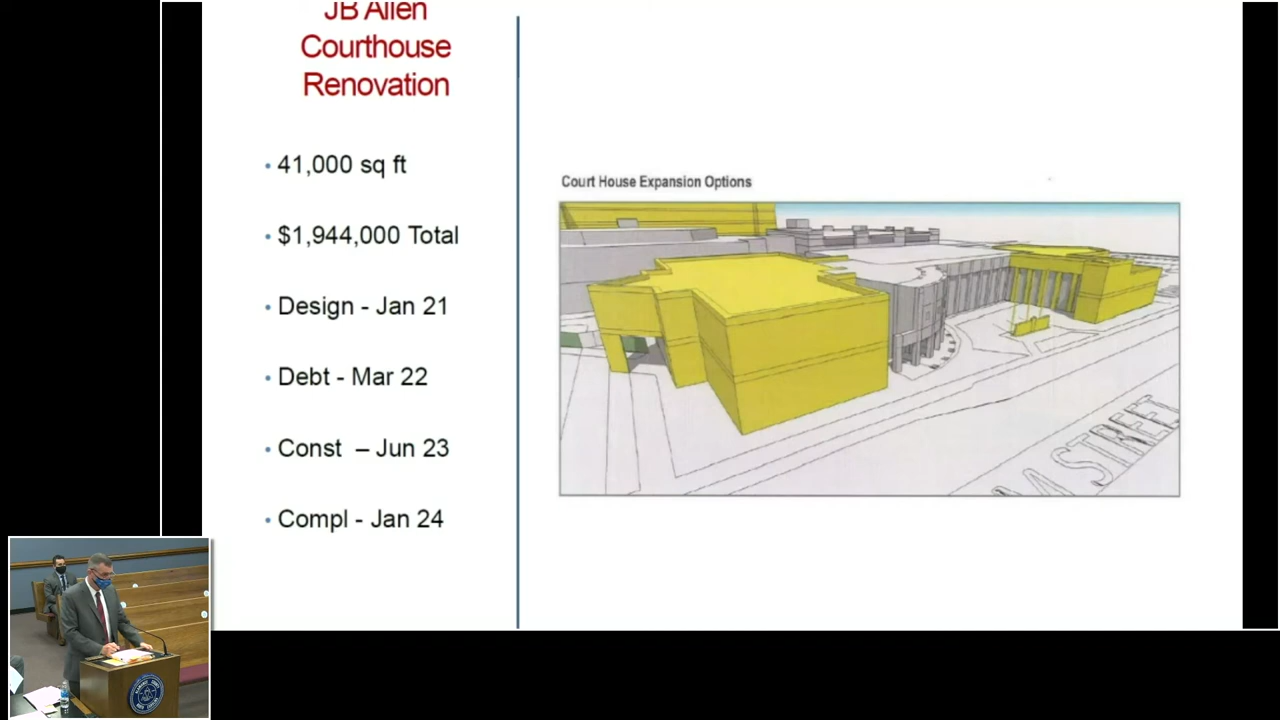 JB Allen
Courthouse
Renovation
• 41,000 sq ft
• $1,944,000 Total
• Design - Jan 21
• Debt - Mar 22
• Const – Jun 23
• Compl - Jan 24
Court House Expansion Options
STREET